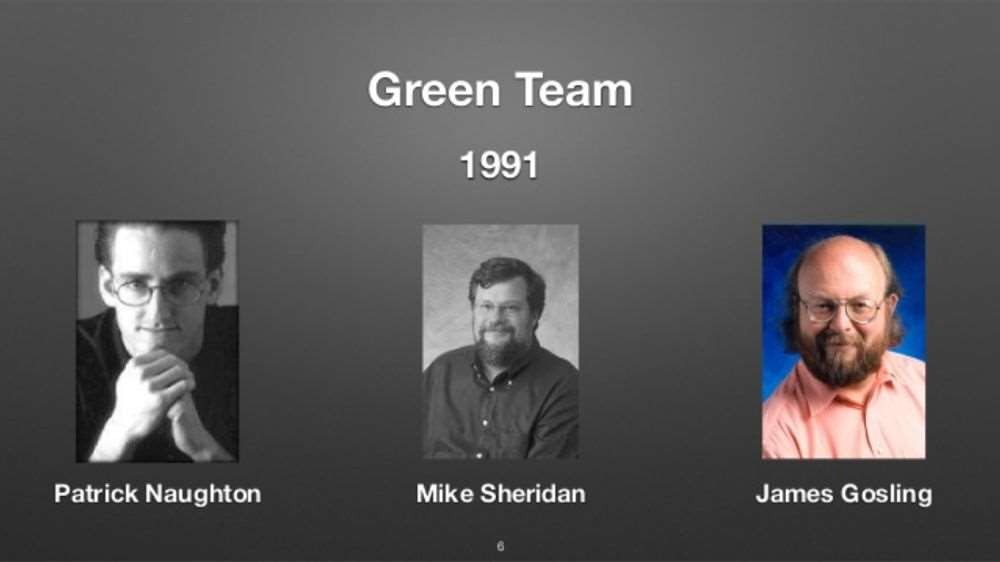 Green Team
1991
Patrick Naughton
Mike Sheridan
James Gosling
6